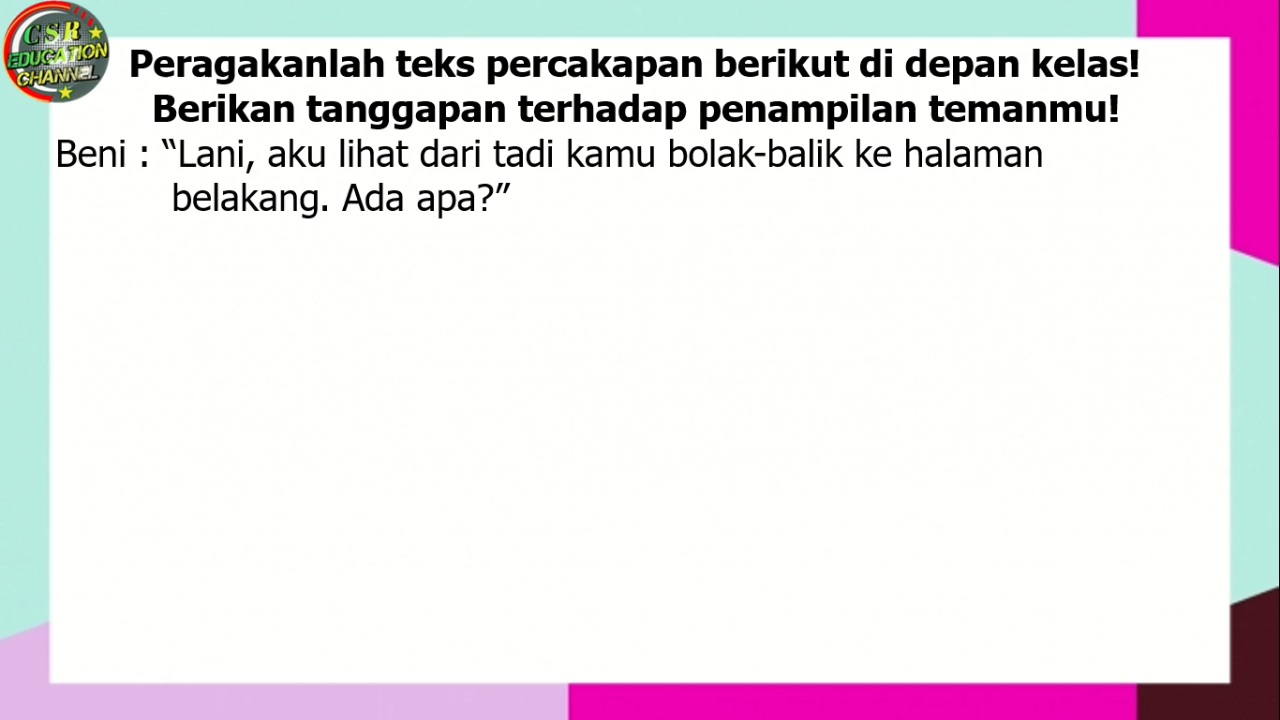 CSR
EDUCATION
CHANNEL
Peragakanlah teks percakapan berikut di depan kelas!
Berikan tanggapan terhadap penampilan temanmu!
Beni : “Lani, aku lihat dari tadi kamu bolak-balik ke halaman
belakang. Ada apa?”